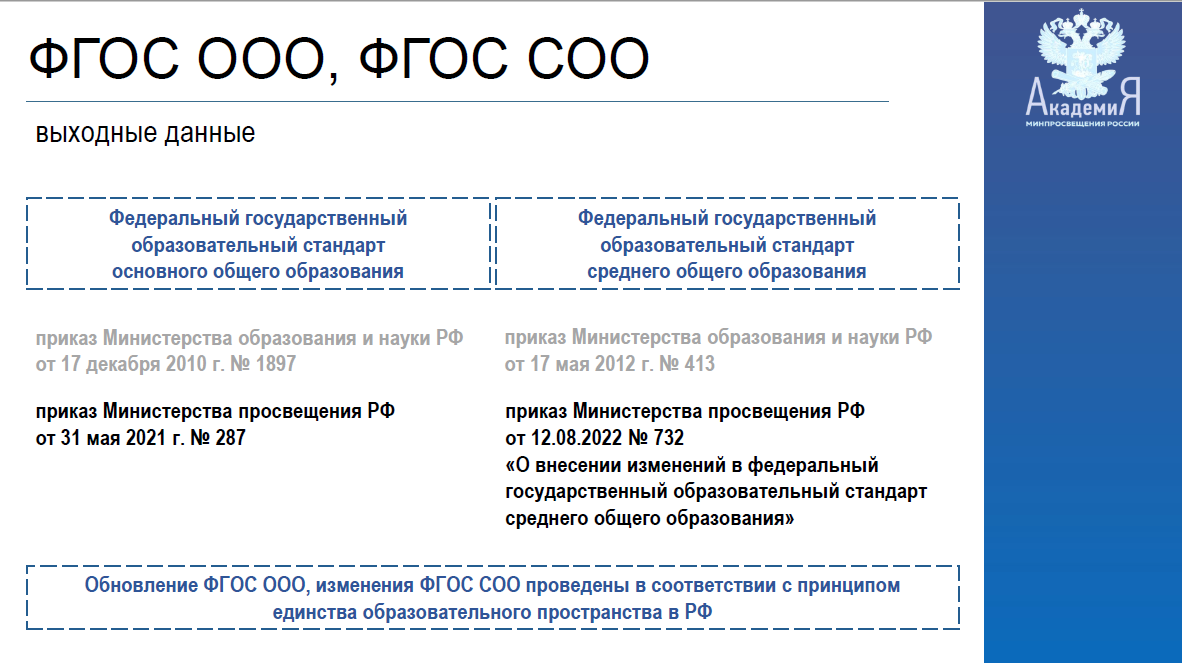 ФГОС ООО, ФГОС СОО
выходные данные
АкадемиЯ
МИНПРОСВЕЩЕНИЯ РОССИИ
Федеральный государственный
образовательный стандарт
основного общего образования
Федеральный государственный
образовательный стандарт
среднего общего образования
приказ Министерства образования и науки РФ
от 17 декабря 2010 г. № 1897
приказ Министерства просвещения РФ
от 31 мая 2021 г. № 287
приказ Министерства образования и науки РФ
от 17 мая 2012 г. № 413
приказ Министерства просвещения РФ
от 12.08.2022 № 732
«О внесении изменений в федеральный
государственный образовательный стандарт
среднего общего образования»
Обновление ФГОС ООО, изменения ФГОС СОО проведены в соответствии с принципом
единства образовательного пространства в РФ